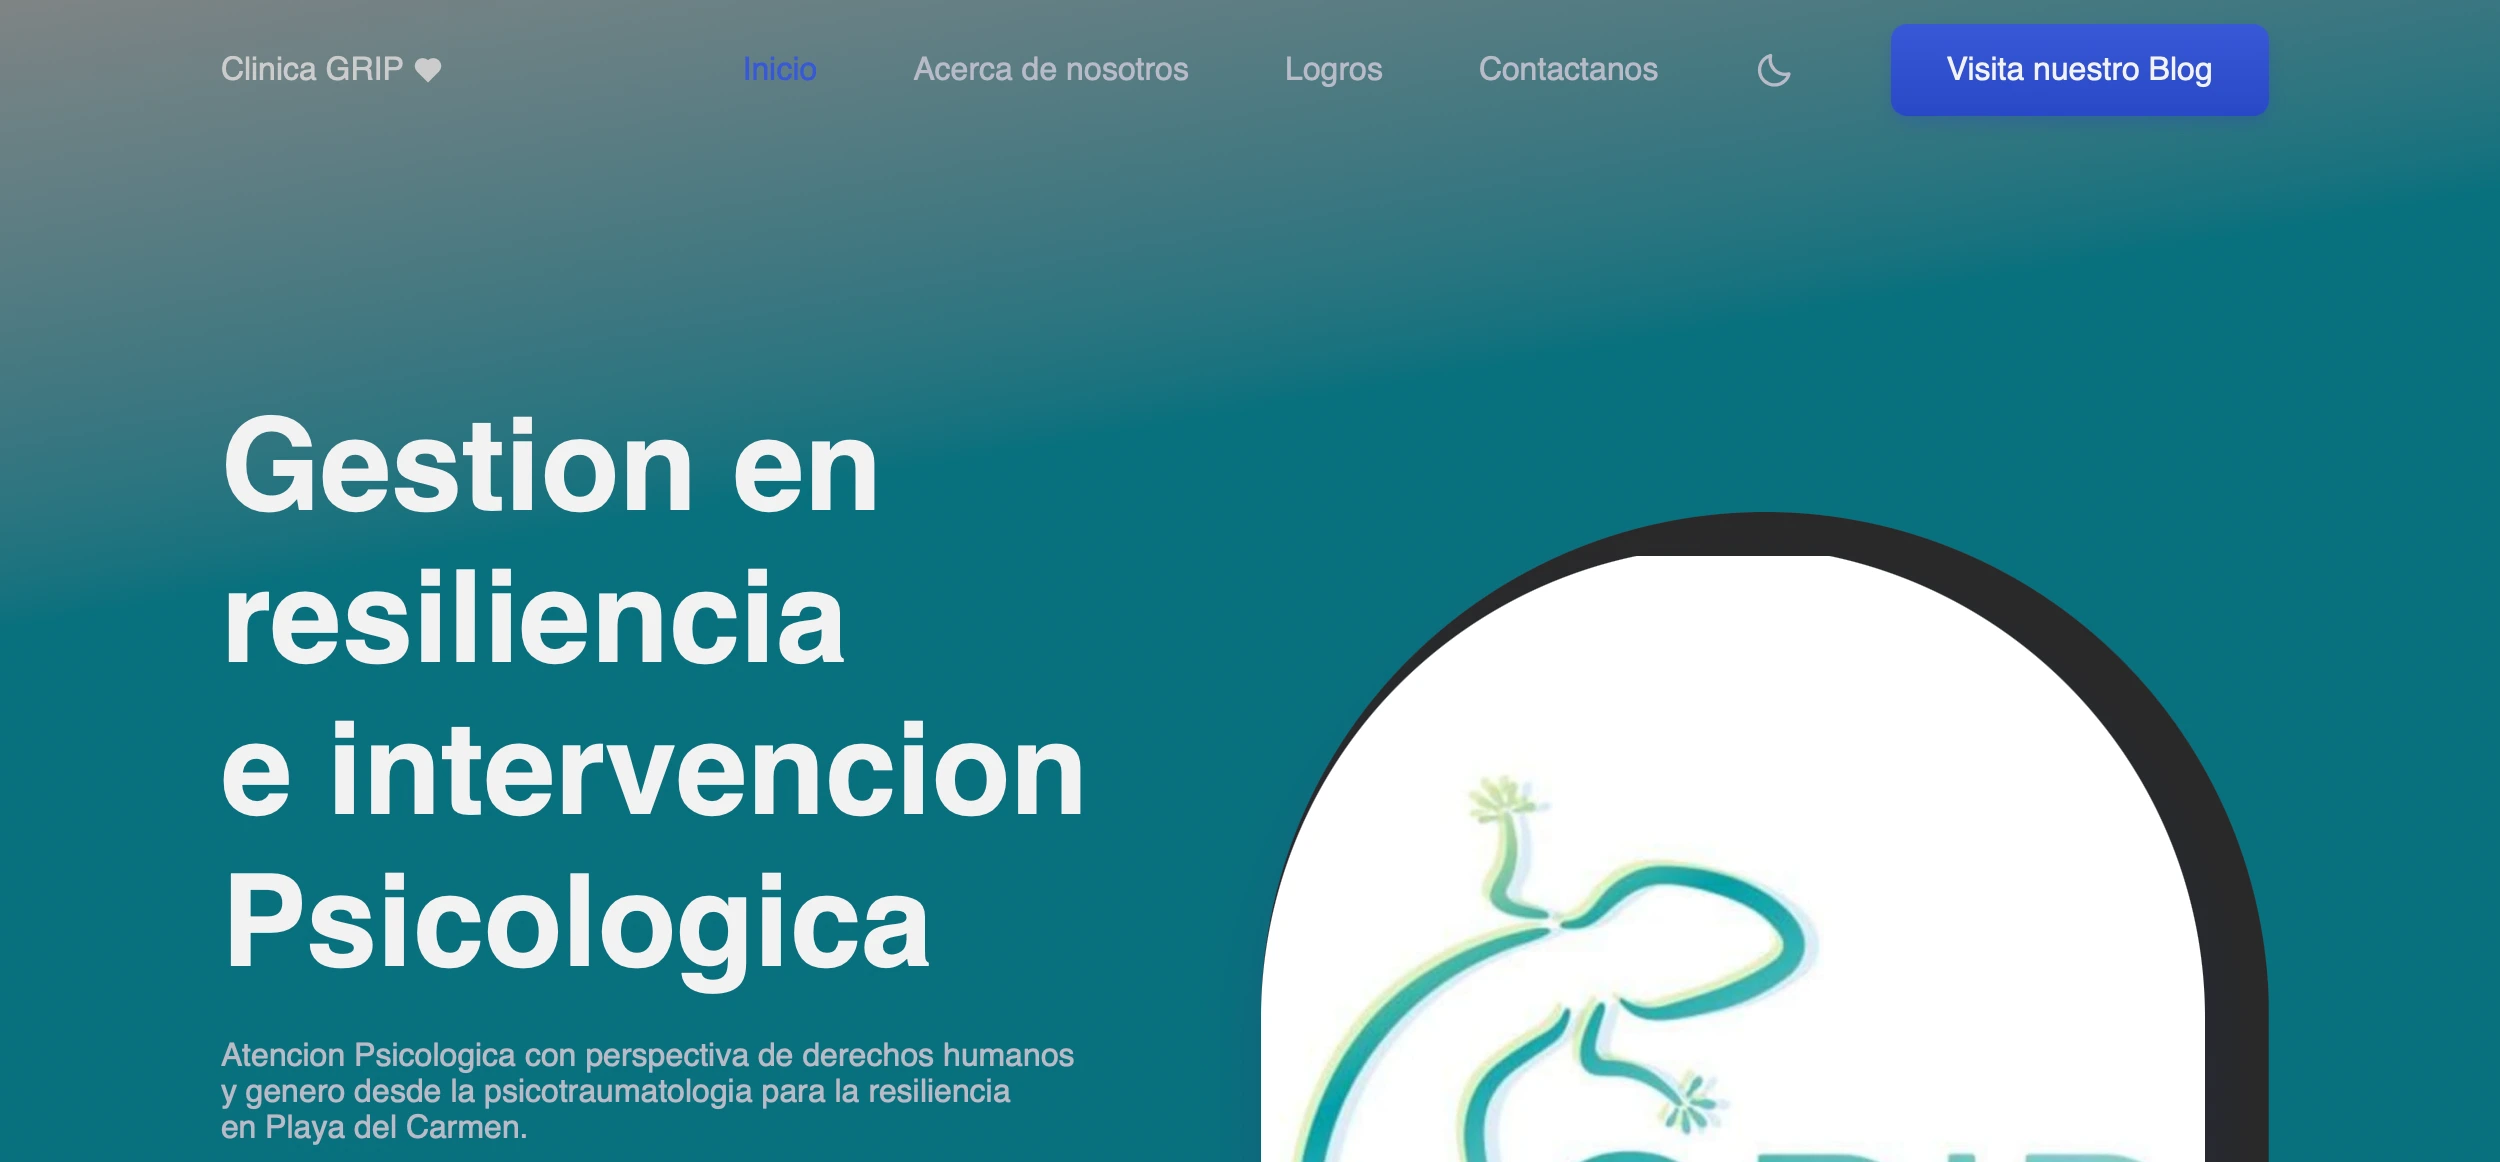 Clinica GRIP
Inicio
Acerca de nosotros
Logros
Contactanos
Visita nuestro Blog
Gestion en
resiliencia
e intervencion
Psicologica
Atencion Psicologica con perspectiva de derechos humanos
y genero desde la psicotraumatologia para la resiliencia
en Playa del Carmen.